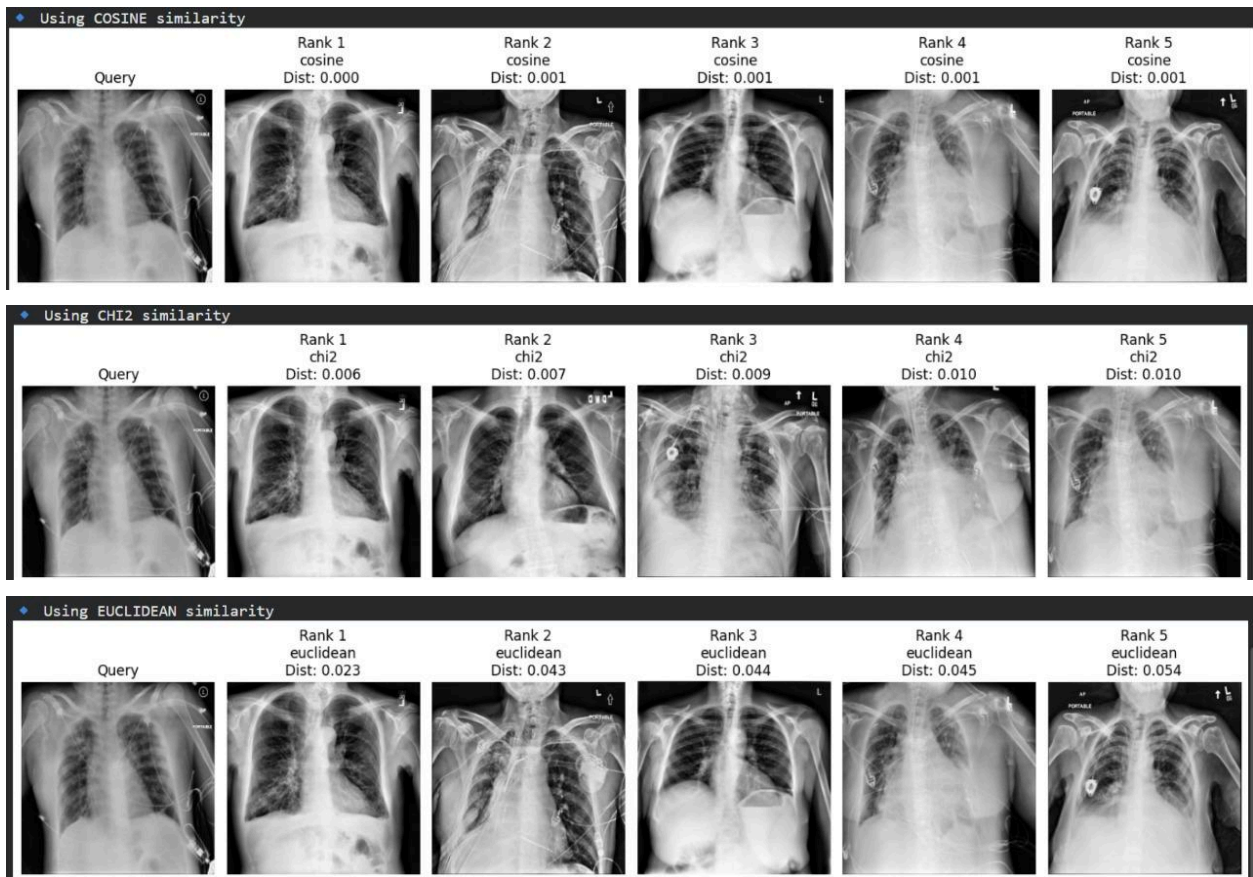 Using COSINE similarity
Query
Rank 1
cosine
Dist: 0.000
Rank 2
cosine
Dist: 0.001
Rank 3
cosine
Dist: 0.001
Rank 4
cosine
Dist: 0.001
Rank 5
cosine
Dist: 0.001
PORTABLE
L
PORTABLE
L
L
AP
PORTABLE
L
Using CHI2 similarity
Query
Rank 1
chi2
Dist: 0.006
Rank 2
chi2
Dist: 0.007
Rank 3
chi2
Dist: 0.009
Rank 4
chi2
Dist: 0.010
Rank 5
chi2
Dist: 0.010
PORTABLE
AP
L
PORTABLE
L
Using EUCLIDEAN similarity
Query
Rank 1
euclidean
Dist: 0.023
Rank 2
euclidean
Dist: 0.043
Rank 3
euclidean
Dist: 0.044
Rank 4
euclidean
Dist: 0.045
Rank 5
euclidean
Dist: 0.054
PORTABLE
L
PORTABLE
L
L
AP
PORTABLE
L